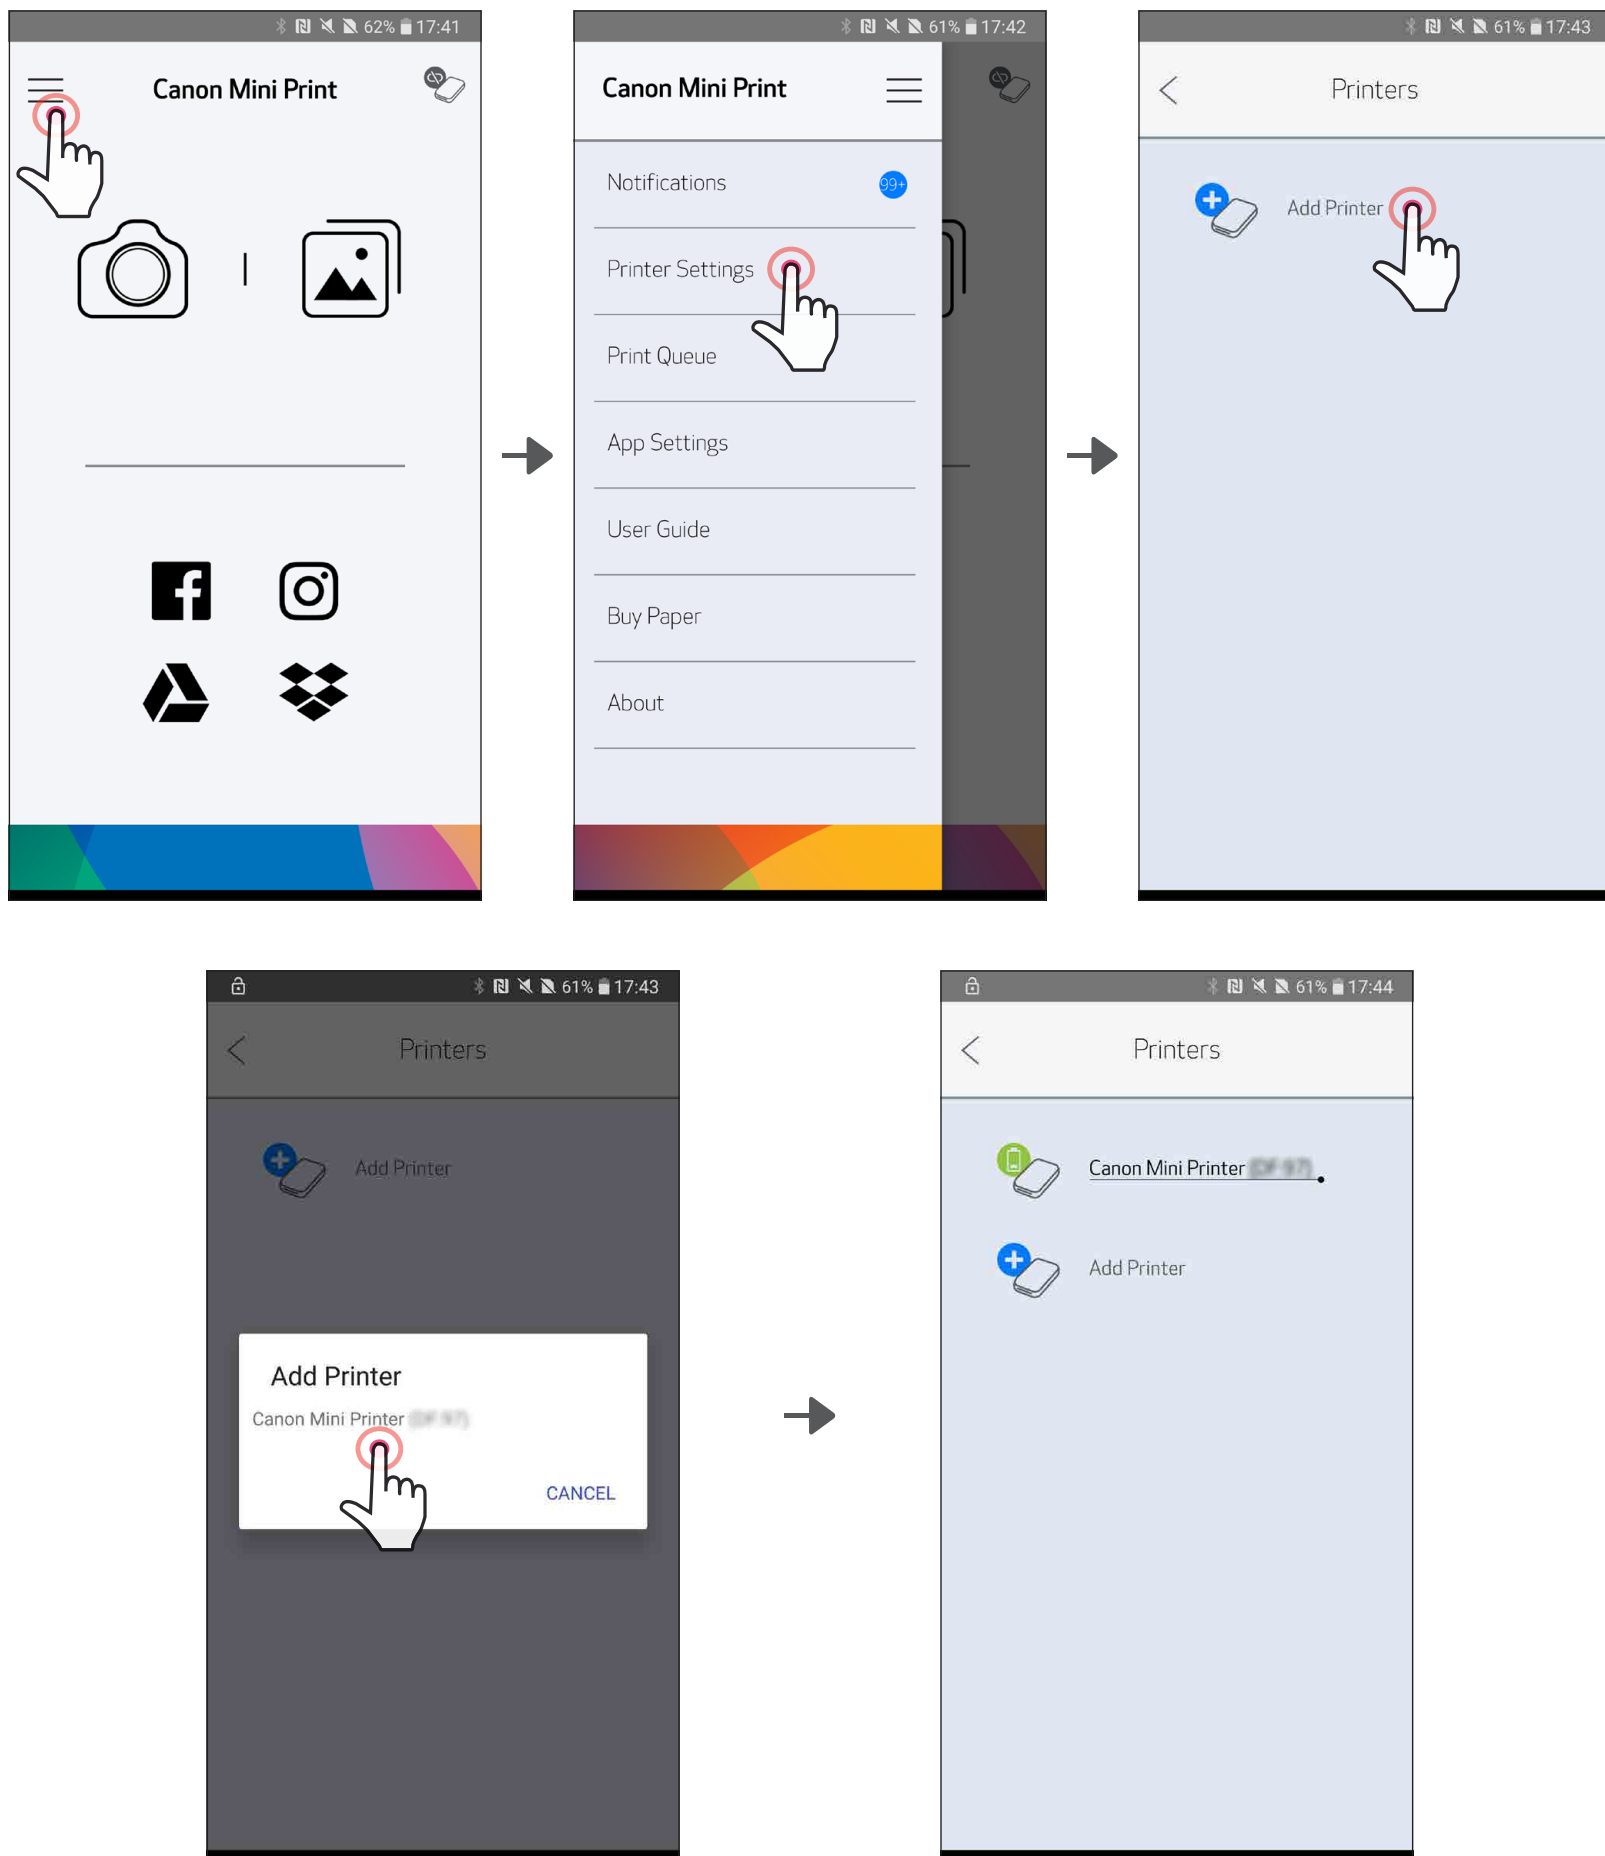 62% 17:41
Canon Mini Print
61% 17:42
Canon Mini Print
Notifications
99+
Printer Settings
Print Queue
App Settings
User Guide
Buy Paper
About
61% 17:43
Printers
Add Printer
61% 17:43
Printers
Add Printer
Add Printer
Canon Mini Printer
CANCEL
61% 17:44
Printers
Canon Mini Printer
Add Printer